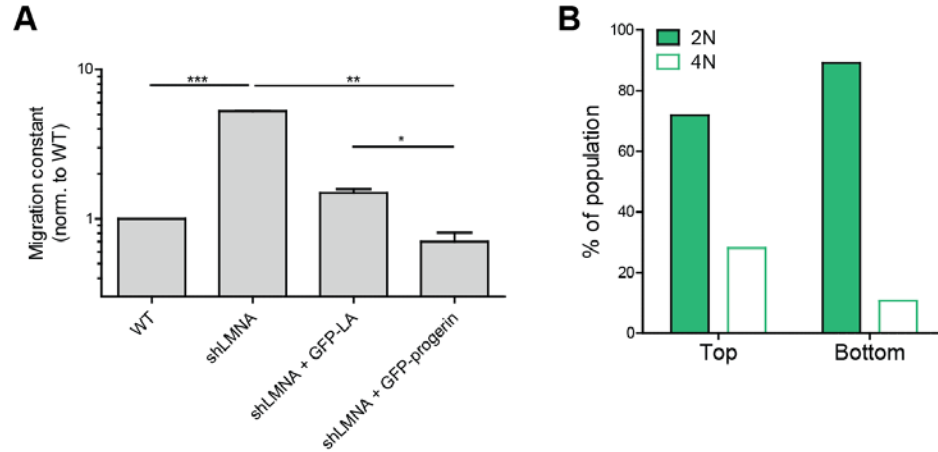 A
Migration constant
(norm. to WT)
10
1
***
**
*
WT
shLMNA
shLMNA + GFP-LA
shLMNA + GFP-progerin
B
% of population
100
80
60
40
20
0
2N
4N
Top
Bottom